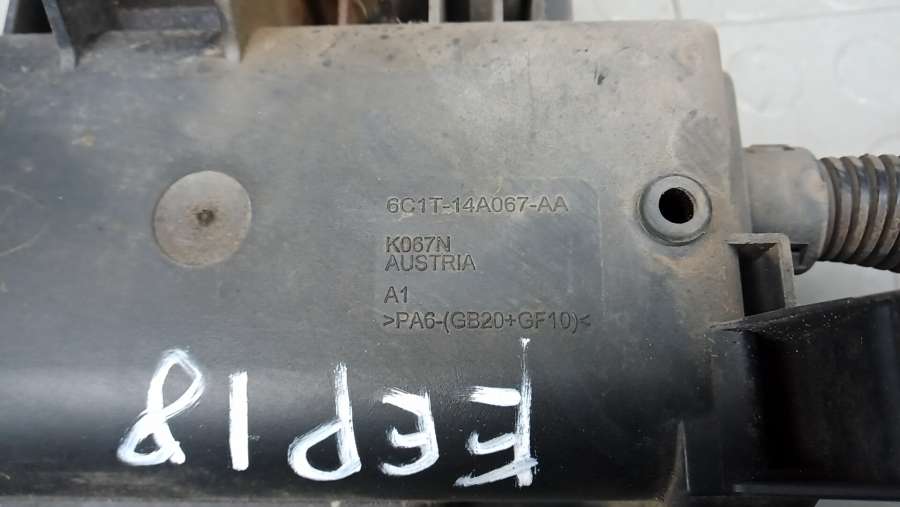 6C1T-14A067-AA
K067N
AUSTRIA
A1
>PA6-(GB20+GF10)<
EEP18